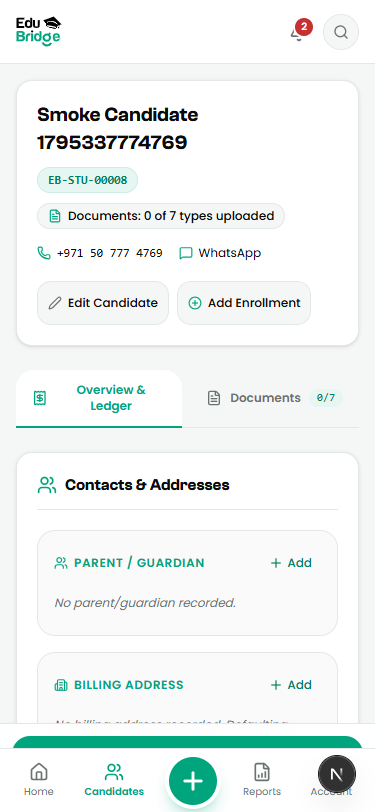 Edu
Bridge
2
Smoke Candidate
1795337774769
EB-STU-00008
Documents: 0 of 7 types uploaded
+971 50 777 4769 WhatsApp
Edit Candidate Add Enrollment
Overview &
Ledger
Documents 0/7
Contacts & Addresses
PARENT / GUARDIAN + Add
No parent/guardian recorded.
BILLING ADDRESS + Add
Home Candidates Reports Account
N